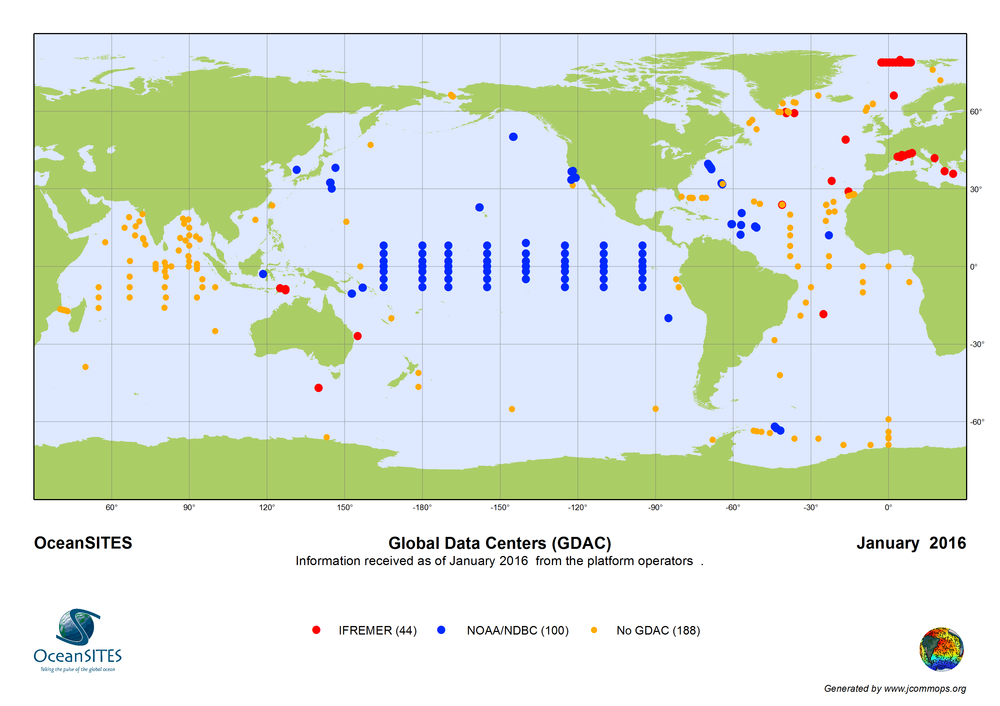 60°
30°
0°
-30°
-60°
60° 90° 120° 150° -180° -150° -120° -90° -60° -30° 0°
OceanSITES Global Data Centers (GDAC) January 2016
Information received as of January 2016 from the platform operators .
IFREMER (44) NOAA/NDBC (100) No GDAC (188)
OceanSITES
Taking the pulse of the global ocean
Generated by www.jcommops.org